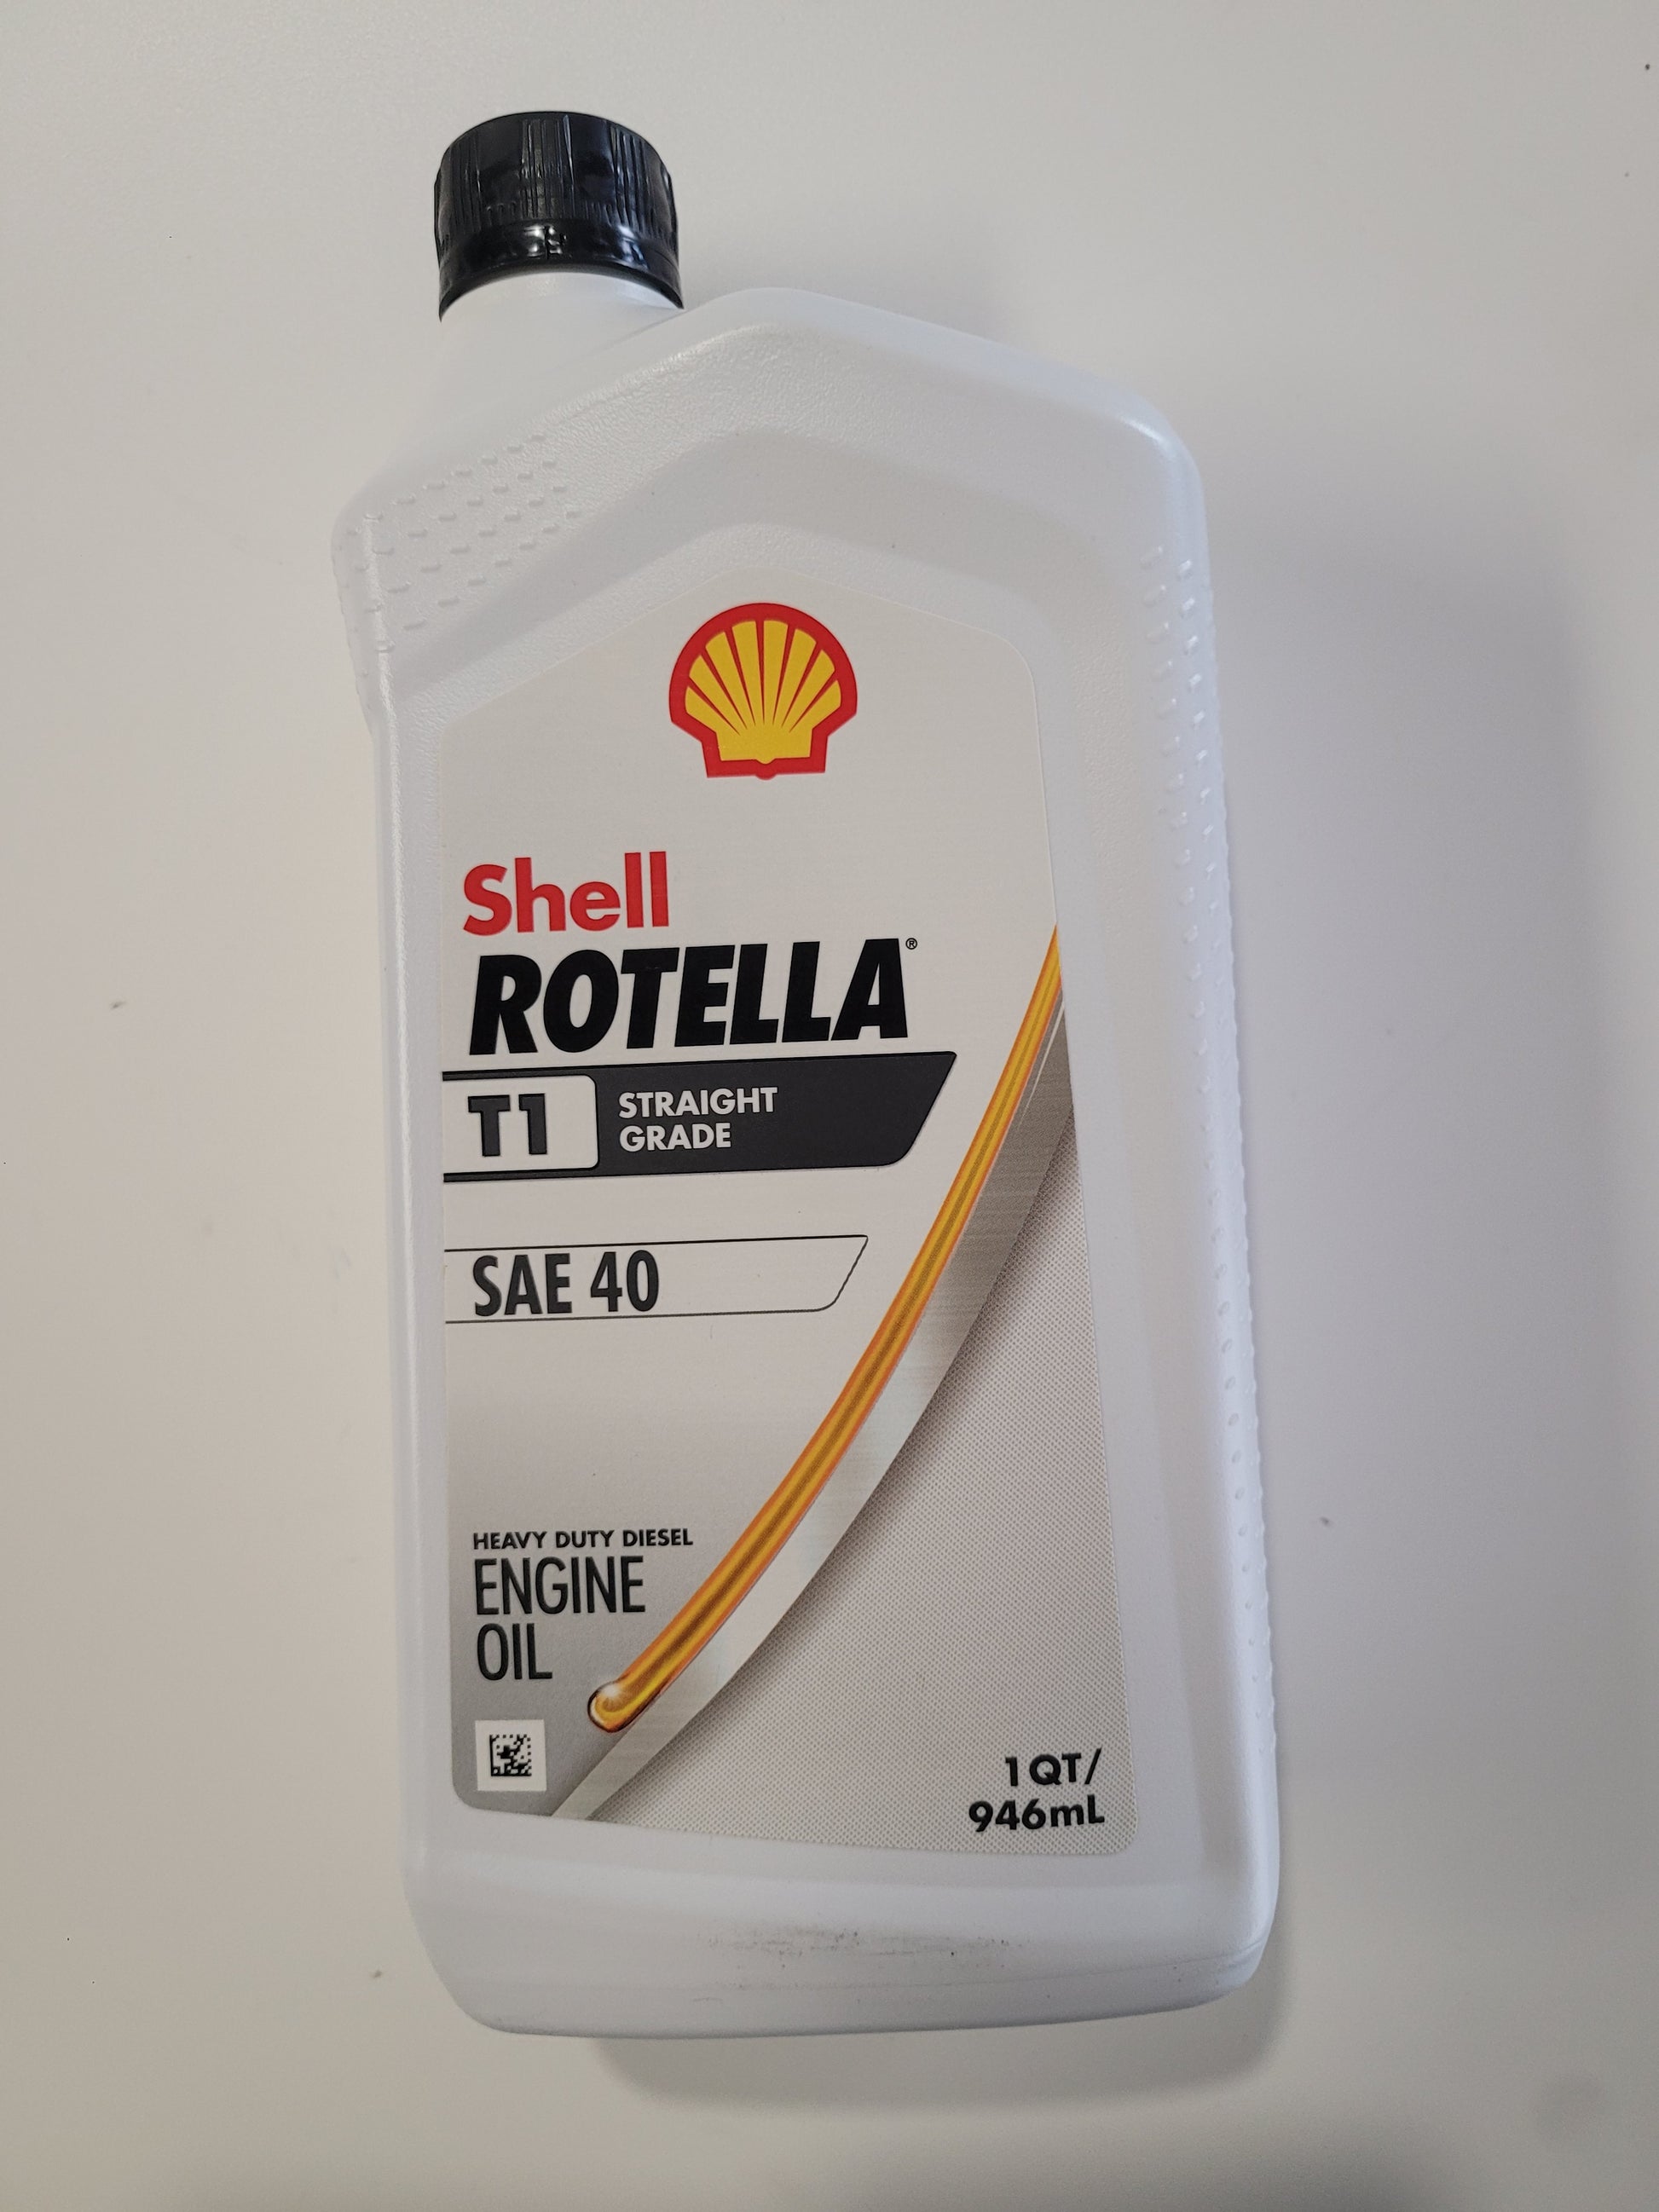 Shell
ROTELLA®
T1
STRAIGHT
GRADE
SAE 40
HEAVY DUTY DIESEL
ENGINE
OIL
1 QT/
946mL